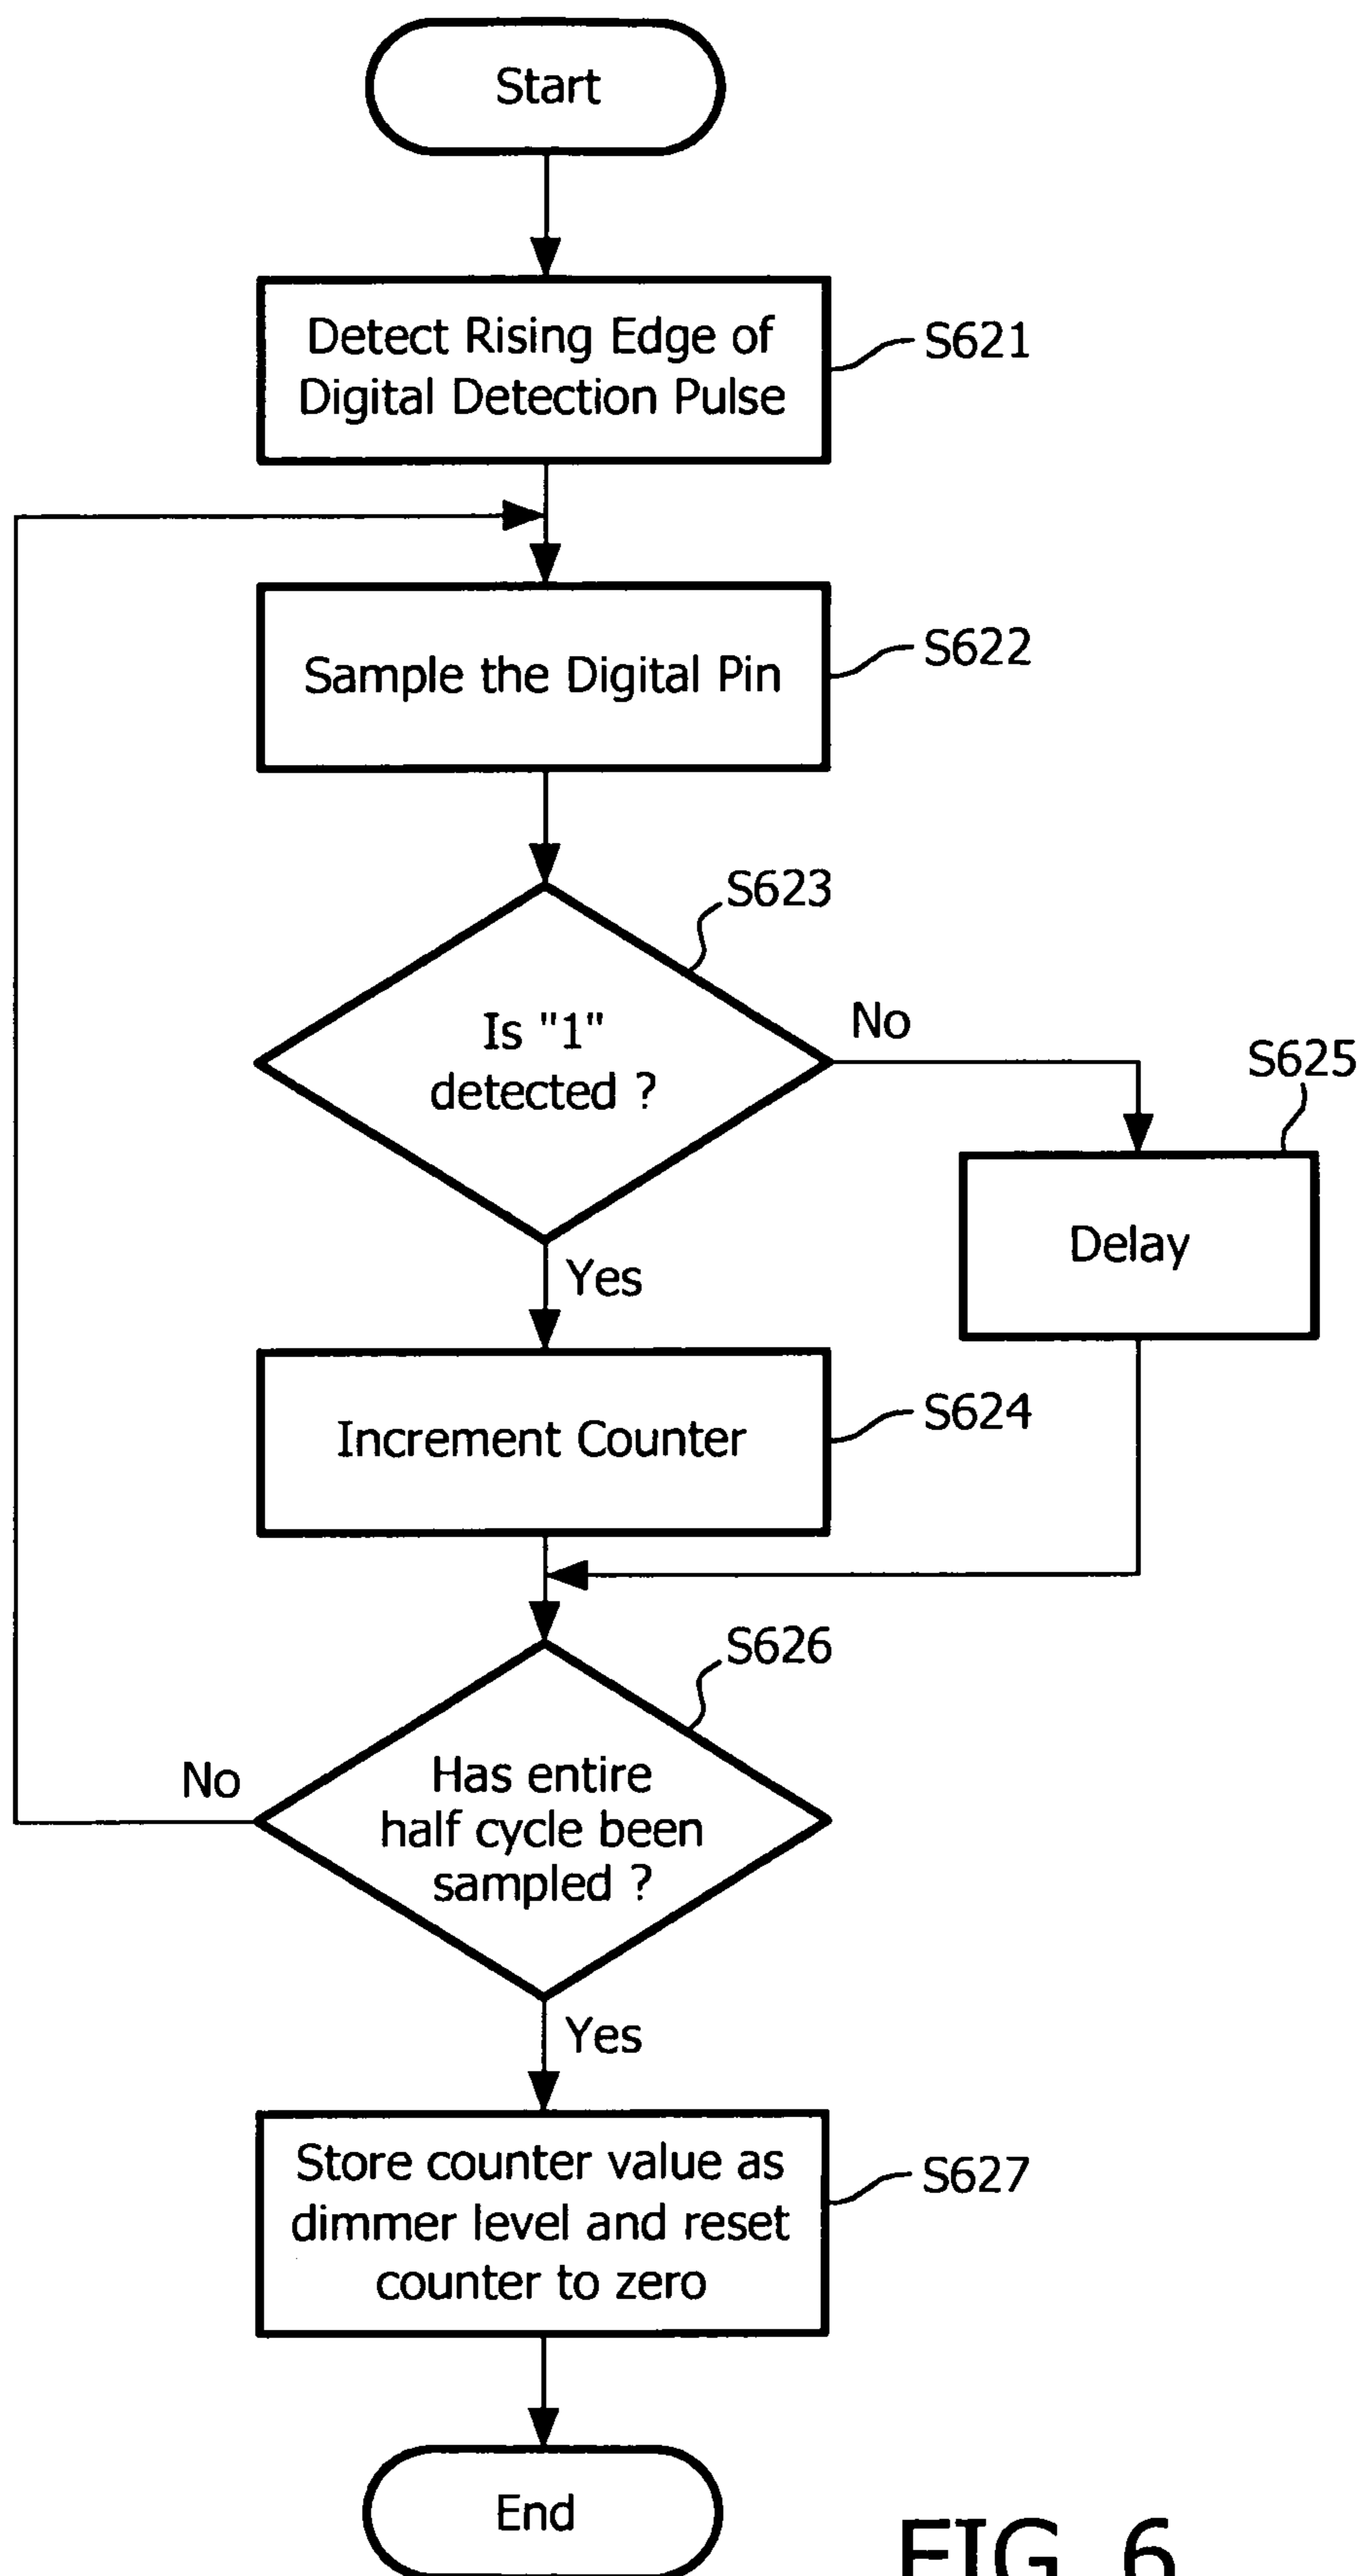 Start
Detect Rising Edge of
Digital Detection Pulse
S621
Sample the Digital Pin
S622
S623
Is "1"
detected ?
No
S625
Delay
Yes
Increment Counter
S624
S626
Has entire
half cycle been
sampled ?
No
Yes
Store counter value as
dimmer level and reset
counter to zero
S627
End
FIG. 6